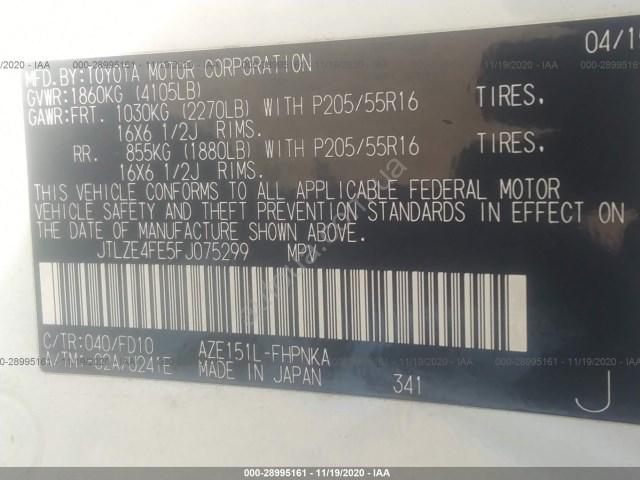 04/1
MFD.BY:TOYOTA MOTOR CORPORATION
GVWR:1860KG (4105LB)
GAWR:FRT. 1030KG (2270LB) WITH P205/55R16 TIRES,
16X6 1/2J RIMS.
RR. 855KG (1880LB) WITH P205/55R16 TIRES,
16X6 1/2J RIMS.
THIS VEHICLE CONFORMS TO ALL APPLICABLE FEDERAL MOTOR
VEHICLE SAFETY AND THEFT PREVENTION STANDARDS IN EFFECT ON
THE DATE OF MANUFACTURE SHOWN ABOVE.
JTLZE4FE5FJ075299 MPV
C/TR:040/FD10 AZE151L-FHPNKA
A/TM:-02A/U241E MADE IN JAPAN 341 J
000-28995161 - 11/19/2020 - IAA